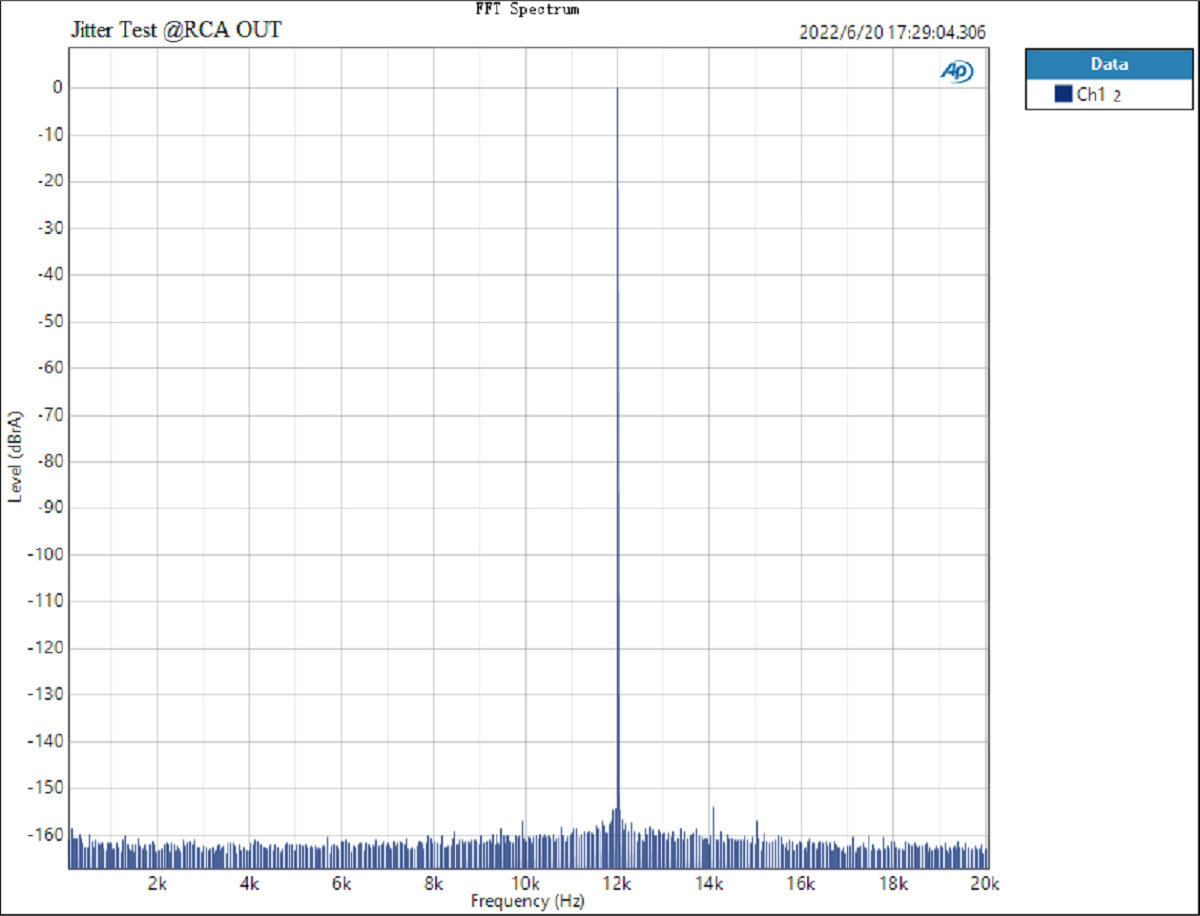 FFT Spectrum
Jitter Test @RCA OUT
2022/6/20 17:29:04.306
AP
Data
Ch1 2
Level (dBrA)
0
-10
-20
-30
-40
-50
-60
-70
-80
-90
-100
-110
-120
-130
-140
-150
-160
2k 4k 6k 8k 10k 12k 14k 16k 18k 20k
Frequency (Hz)